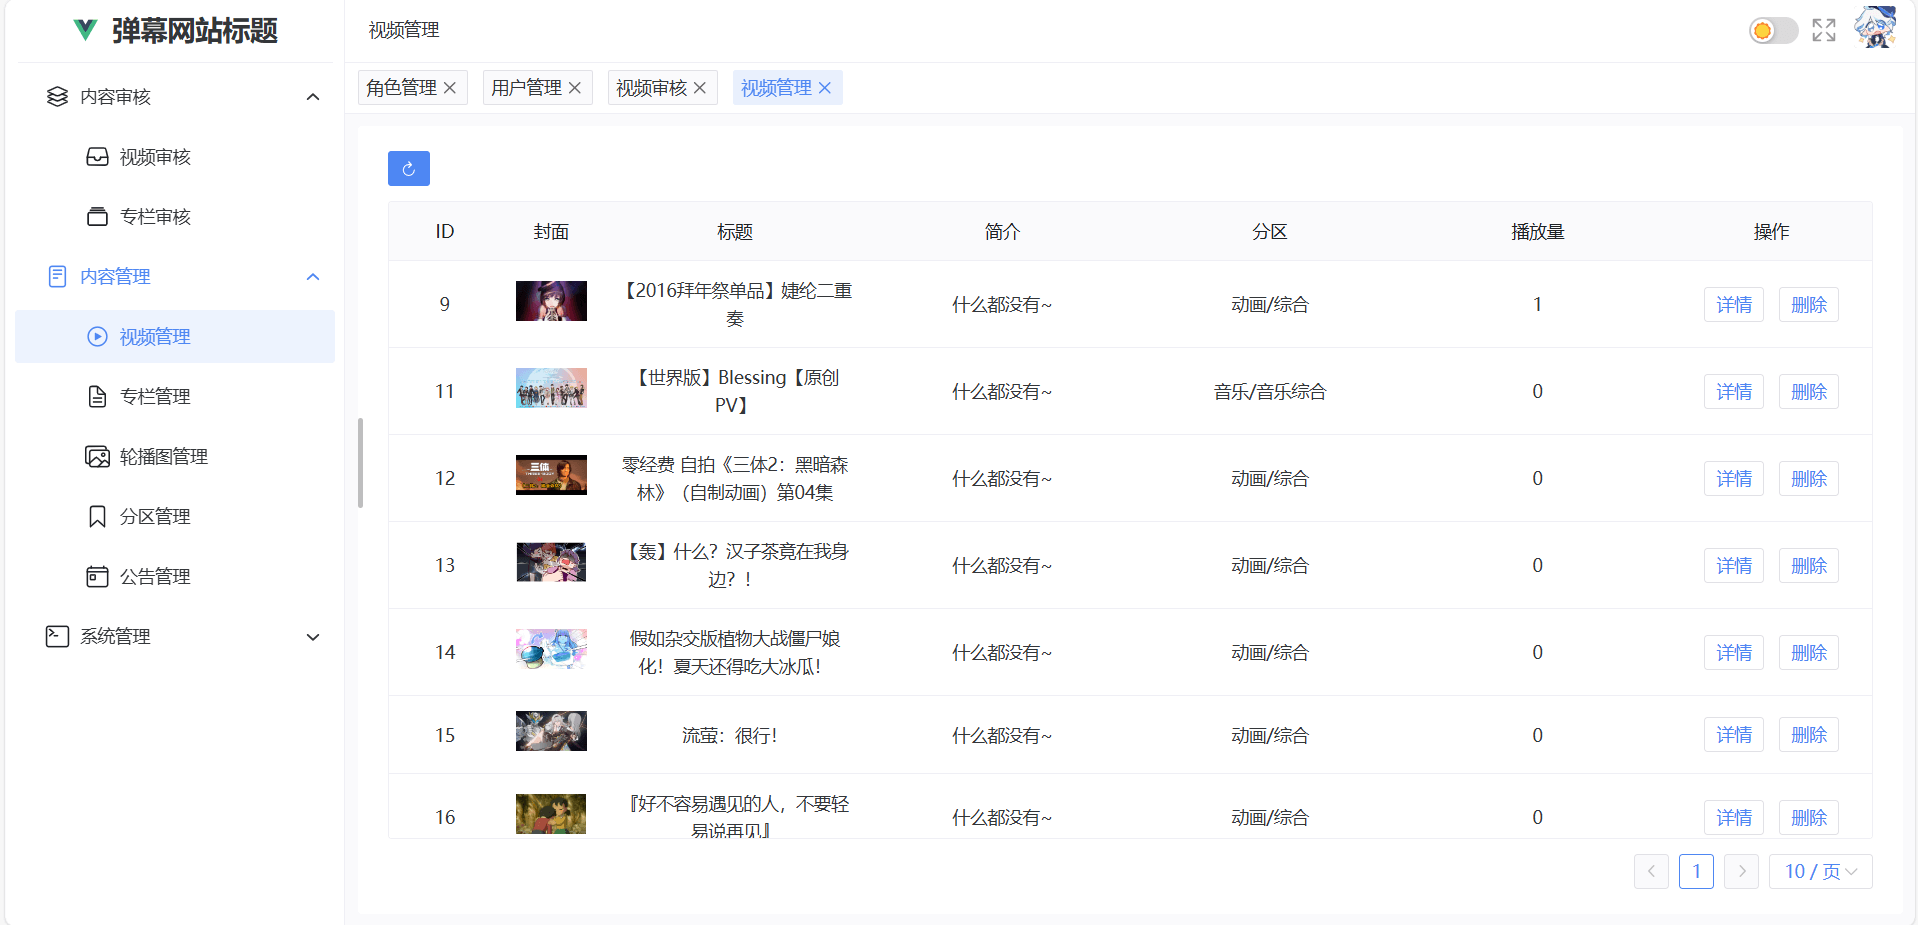 弹幕网站标题
视频管理
内容审核
视频审核
专栏审核
内容管理
视频管理
专栏管理
轮播图管理
分区管理
公告管理
系统管理
角色管理
用户管理
视频审核
视频管理
ID 封面 标题 简介 分区 播放量 操作
9 【2016拜年祭单品】婕纶二重
奏 什么都没有~ 动画/综合 1 详情 删除
11 【世界版】Blessing【原创
PV】 什么都没有~ 音乐/音乐综合 0 详情 删除
12 零经费 自拍《三体2：黑暗森
林》（自制动画）第04集 什么都没有~ 动画/综合 0 详情 删除
三体
13 【轰】什么？汉子茶竟在我身
边？！ 什么都没有~ 动画/综合 0 详情 删除
14 假如杂交版植物大战僵尸娘
化！夏天还得吃大冰瓜！ 什么都没有~ 动画/综合 0 详情 删除
15 流萤：很行！ 什么都没有~ 动画/综合 0 详情 删除
16 『好不容易遇见的人，不要轻
易说再见』 什么都没有~ 动画/综合 0 详情 删除
1 10 / 页